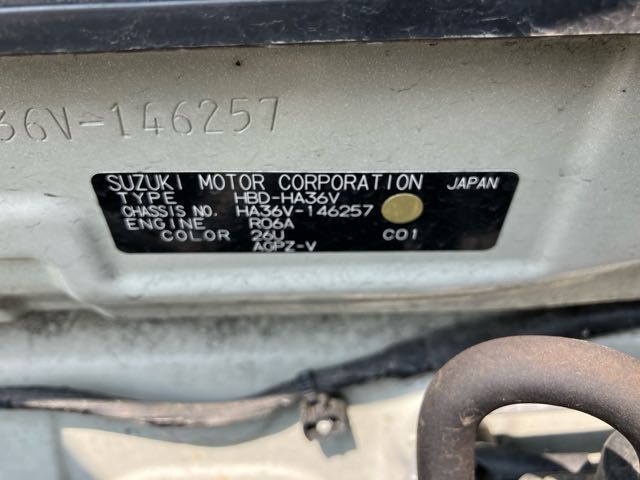 36V-146257
SUZUKI MOTOR CORPORATION JAPAN
TYPE HBD-HA36V
CHASSIS NO. HA36V-146257
ENGINE R06A
COLOR 26U C01
AGPZ-V